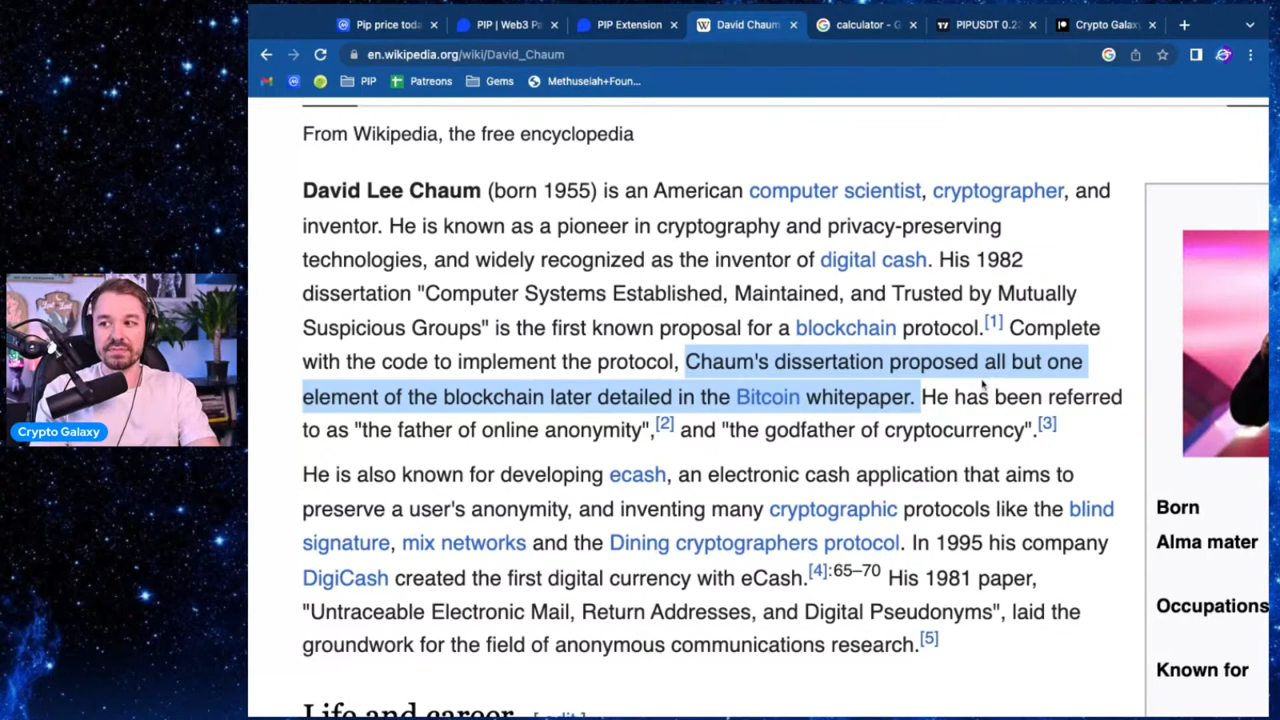 Pip price toda
PIP | Web3 Pa
PIP Extension
David Chaum
calculator - G
PIPUSDT 0.2
Crypto Galax
en.wikipedia.org/wiki/David_Chaum
PIP
Patreons
Gems
Methuselah+Foun...
From Wikipedia, the free encyclopedia
David Lee Chaum (born 1955) is an American computer scientist, cryptographer, and
inventor. He is known as a pioneer in cryptography and privacy-preserving
technologies, and widely recognized as the inventor of digital cash. His 1982
dissertation "Computer Systems Established, Maintained, and Trusted by Mutually
Suspicious Groups" is the first known proposal for a blockchain protocol.[1] Complete
with the code to implement the protocol, Chaum's dissertation proposed all but one
element of the blockchain later detailed in the Bitcoin whitepaper. He has been referred
to as "the father of online anonymity",[2] and "the godfather of cryptocurrency".[3]
He is also known for developing ecash, an electronic cash application that aims to
preserve a user's anonymity, and inventing many cryptographic protocols like the blind
signature, mix networks and the Dining cryptographers protocol. In 1995 his company
DigiCash created the first digital currency with eCash.[4]:65–70 His 1981 paper,
"Untraceable Electronic Mail, Return Addresses, and Digital Pseudonyms", laid the
groundwork for the field of anonymous communications research.[5]
Life and career [ edit ]
Born
Alma mater
Occupations
Known for
Crypto Galaxy